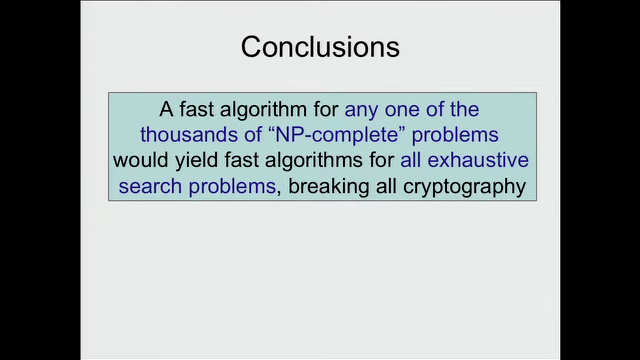 Conclusions
A fast algorithm for any one of the
thousands of “NP-complete” problems
would yield fast algorithms for all exhaustive
search problems, breaking all cryptography